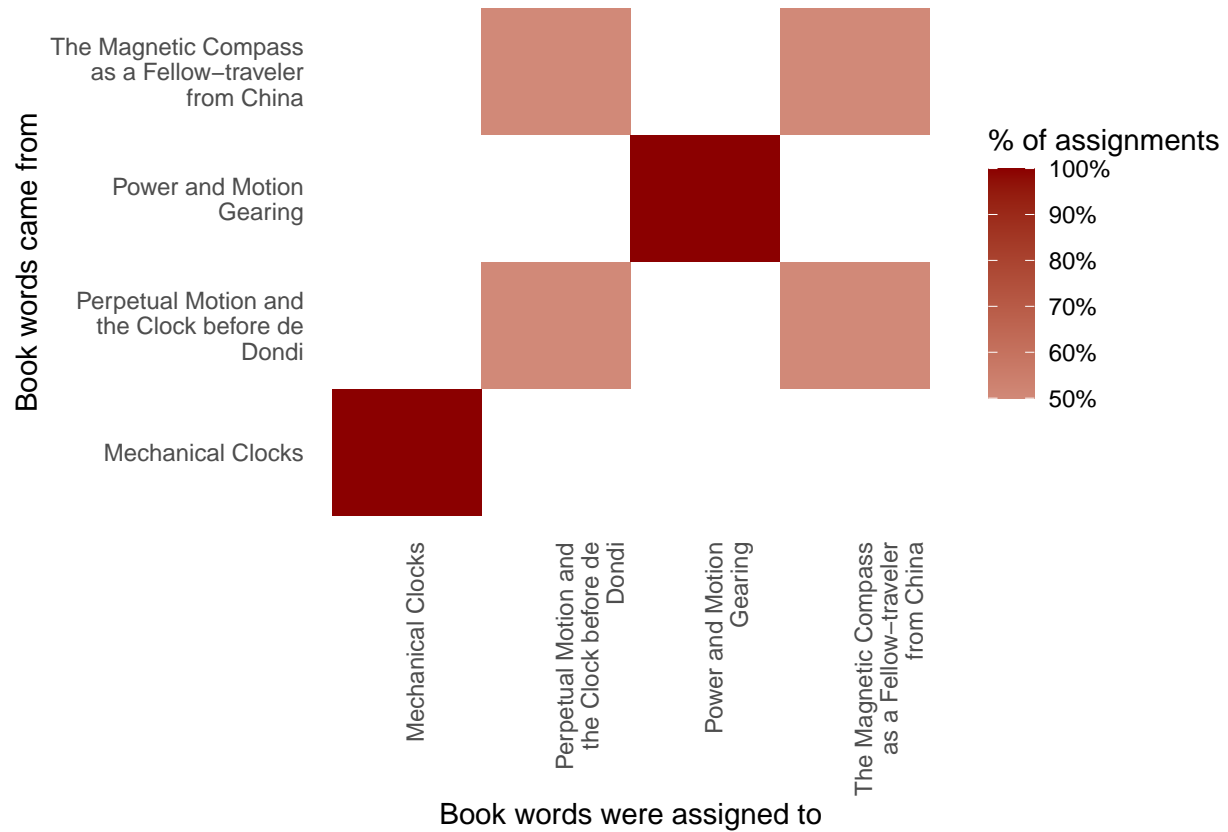 The Magnetic Compass
as a Fellow−traveler
from China
Power and Motion
Gearing
Perpetual Motion and
the Clock before de
Dondi
Mechanical Clocks
Book words came from
% of assignments
100%
90%
80%
70%
60%
50%
Mechanical Clocks
Perpetual Motion and
the Clock before de
Dondi
Power and Motion
Gearing
The Magnetic Compass
as a Fellow−traveler
from China
Book words were assigned to